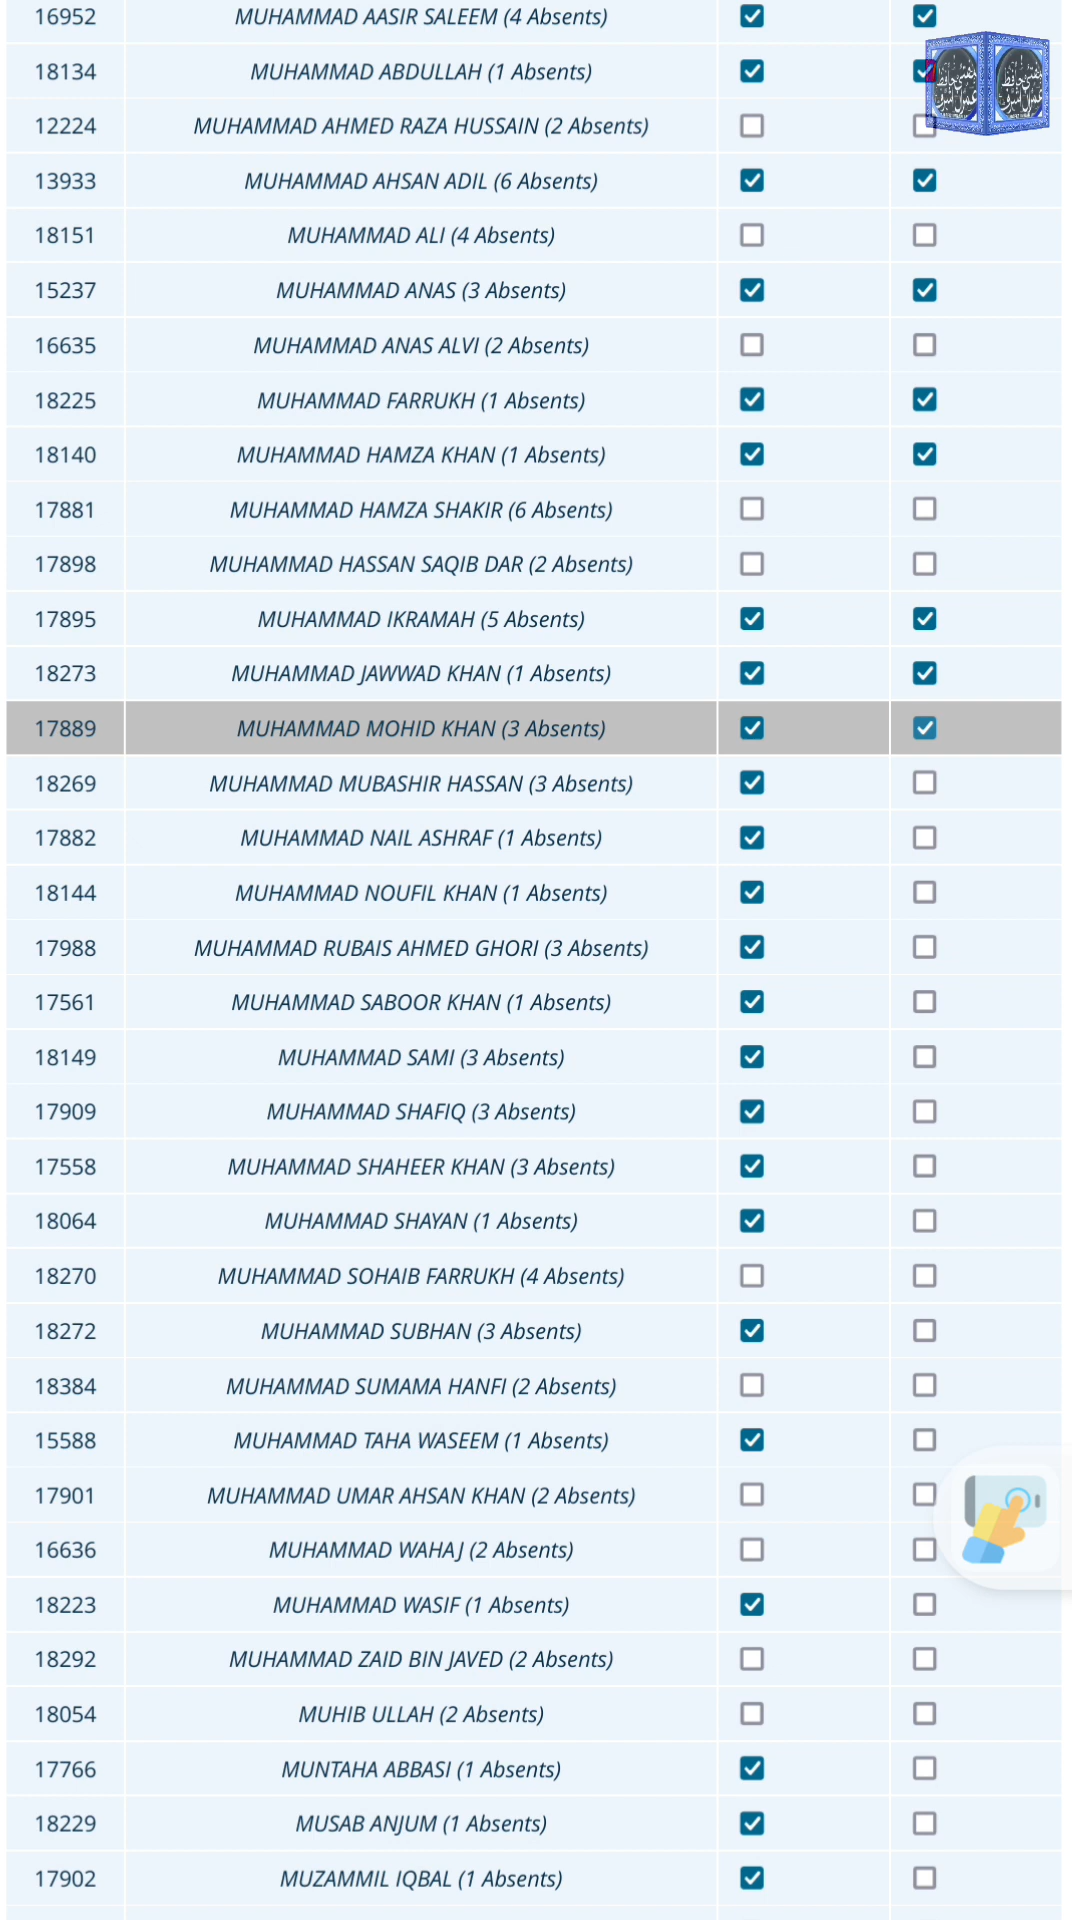 16952 MUHAMMAD AASIR SALEEM (4 Absents)
18134 MUHAMMAD ABDULLAH (1 Absents)
12224 MUHAMMAD AHMED RAZA HUSSAIN (2 Absents)
13933 MUHAMMAD AHSAN ADIL (6 Absents)
18151 MUHAMMAD ALI (4 Absents)
15237 MUHAMMAD ANAS (3 Absents)
16635 MUHAMMAD ANAS ALVI (2 Absents)
18225 MUHAMMAD FARRUKH (1 Absents)
18140 MUHAMMAD HAMZA KHAN (1 Absents)
17881 MUHAMMAD HAMZA SHAKIR (6 Absents)
17898 MUHAMMAD HASSAN SAQIB DAR (2 Absents)
17895 MUHAMMAD IKRAMAH (5 Absents)
18273 MUHAMMAD JAWWAD KHAN (1 Absents)
17889 MUHAMMAD MOHID KHAN (3 Absents)
18269 MUHAMMAD MUBASHIR HASSAN (3 Absents)
17882 MUHAMMAD NAIL ASHRAF (1 Absents)
18144 MUHAMMAD NOUFIL KHAN (1 Absents)
17988 MUHAMMAD RUBAIS AHMED GHORI (3 Absents)
17561 MUHAMMAD SABOOR KHAN (1 Absents)
18149 MUHAMMAD SAMI (3 Absents)
17909 MUHAMMAD SHAFIQ (3 Absents)
17558 MUHAMMAD SHAHEER KHAN (3 Absents)
18064 MUHAMMAD SHAYAN (1 Absents)
18270 MUHAMMAD SOHAIB FARRUKH (4 Absents)
18272 MUHAMMAD SUBHAN (3 Absents)
18384 MUHAMMAD SUMAMA HANFI (2 Absents)
15588 MUHAMMAD TAHA WASEEM (1 Absents)
17901 MUHAMMAD UMAR AHSAN KHAN (2 Absents)
16636 MUHAMMAD WAHAJ (2 Absents)
18223 MUHAMMAD WASIF (1 Absents)
18292 MUHAMMAD ZAID BIN JAVED (2 Absents)
18054 MUHIB ULLAH (2 Absents)
17766 MUNTAHA ABBASI (1 Absents)
18229 MUSAB ANJUM (1 Absents)
17902 MUZAMMIL IQBAL (1 Absents)